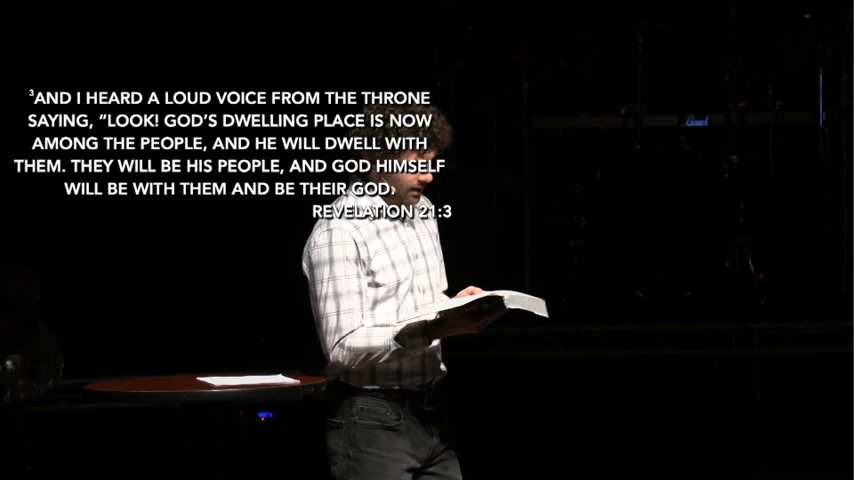 ³AND I HEARD A LOUD VOICE FROM THE THRONE
SAYING, “LOOK! GOD’S DWELLING PLACE IS NOW
AMONG THE PEOPLE, AND HE WILL DWELL WITH
THEM. THEY WILL BE HIS PEOPLE, AND GOD HIMSELF
WILL BE WITH THEM AND BE THEIR GOD.
REVELATION 21:3